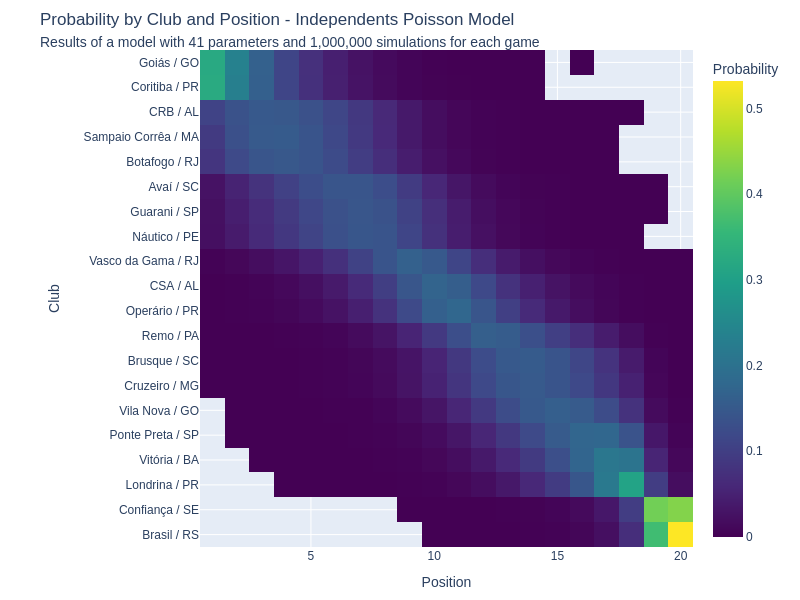 Probability by Club and Position - Independents Poisson Model
Results of a model with 41 parameters and 1,000,000 simulations for each game
Probability
Goiás / GO
Coritiba / PR
CRB / AL
Sampaio Corrêa / MA
Botafogo / RJ
Avaí / SC
Guarani / SP
Náutico / PE
Vasco da Gama / RJ
CSA / AL
Operário / PR
Remo / PA
Brusque / SC
Cruzeiro / MG
Vila Nova / GO
Ponte Preta / SP
Vitória / BA
Londrina / PR
Confiança / SE
Brasil / RS
Club
0.5
0.4
0.3
0.2
0.1
0
5
10
15
20
Position